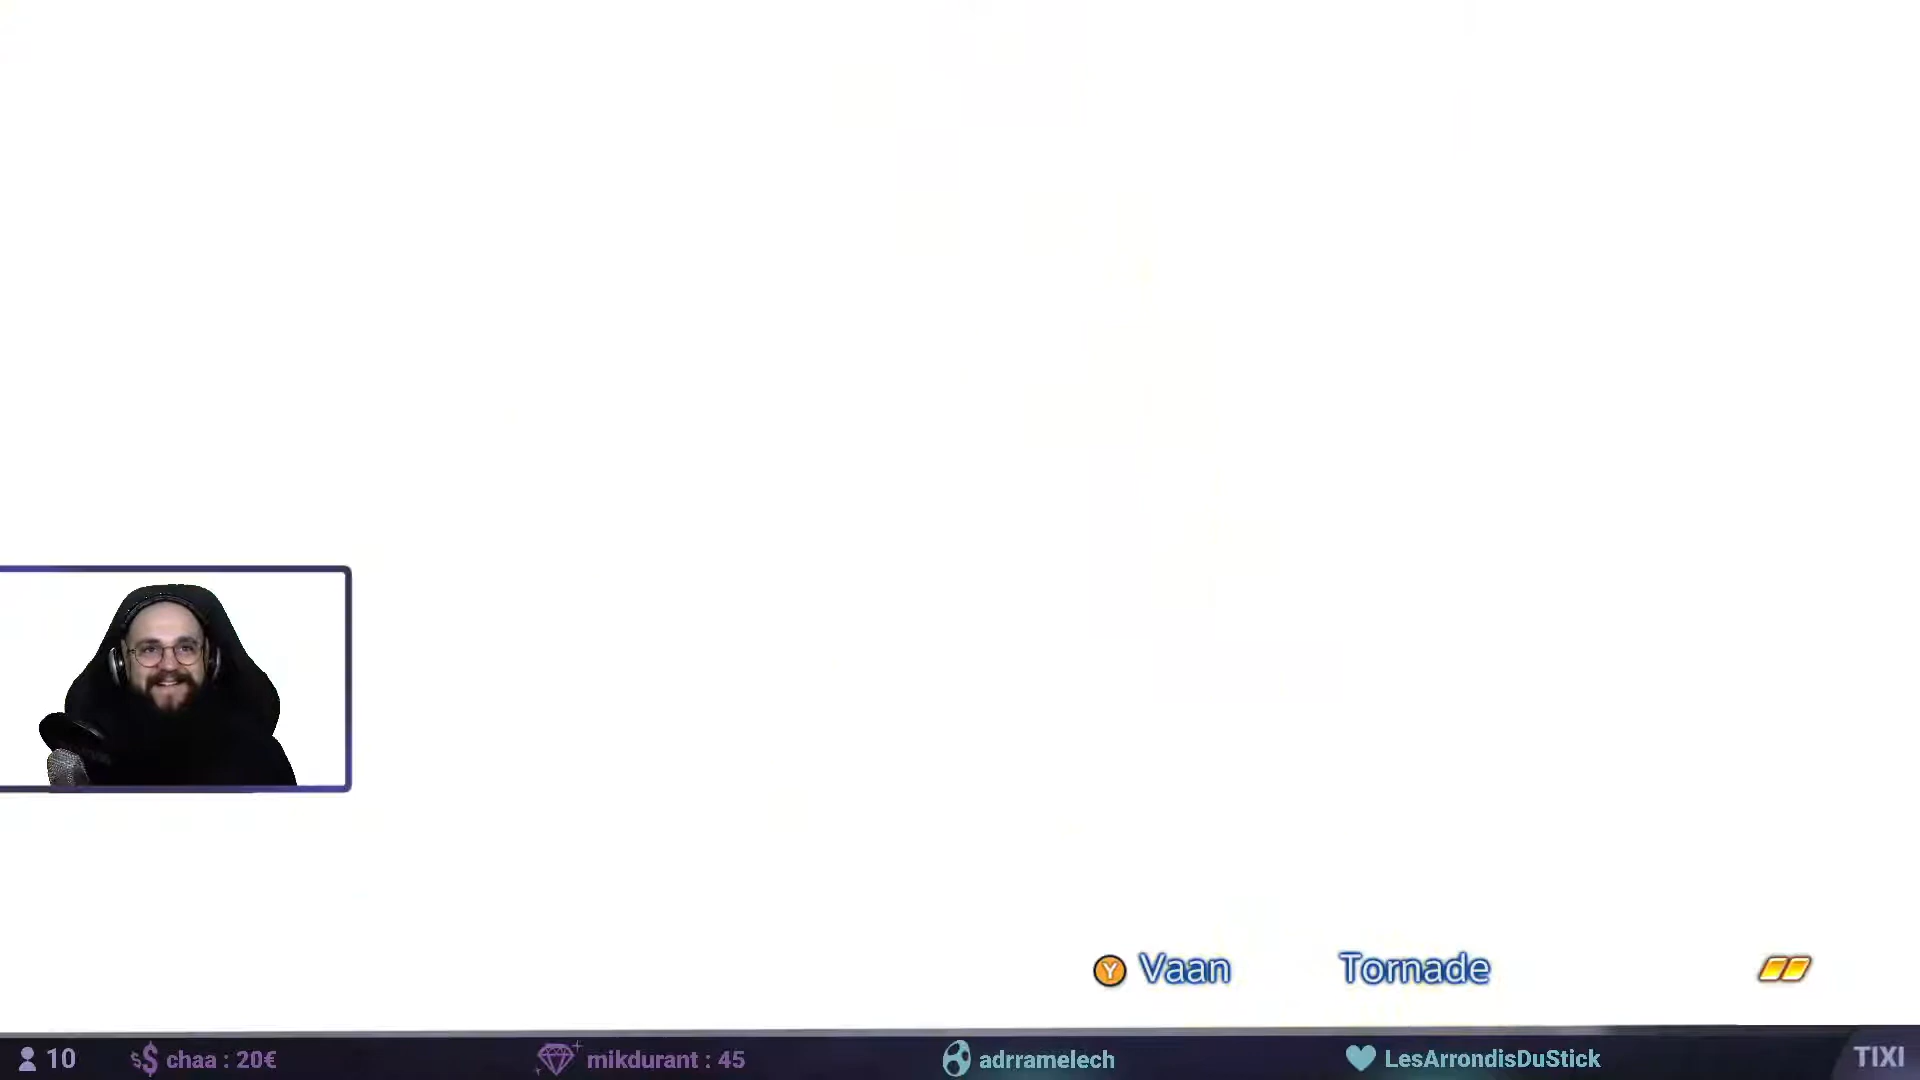 Y Vaan Tornade
10 chaa : 20€ mikdurant : 45 adrramelech LesArrondisDuStick TIXI